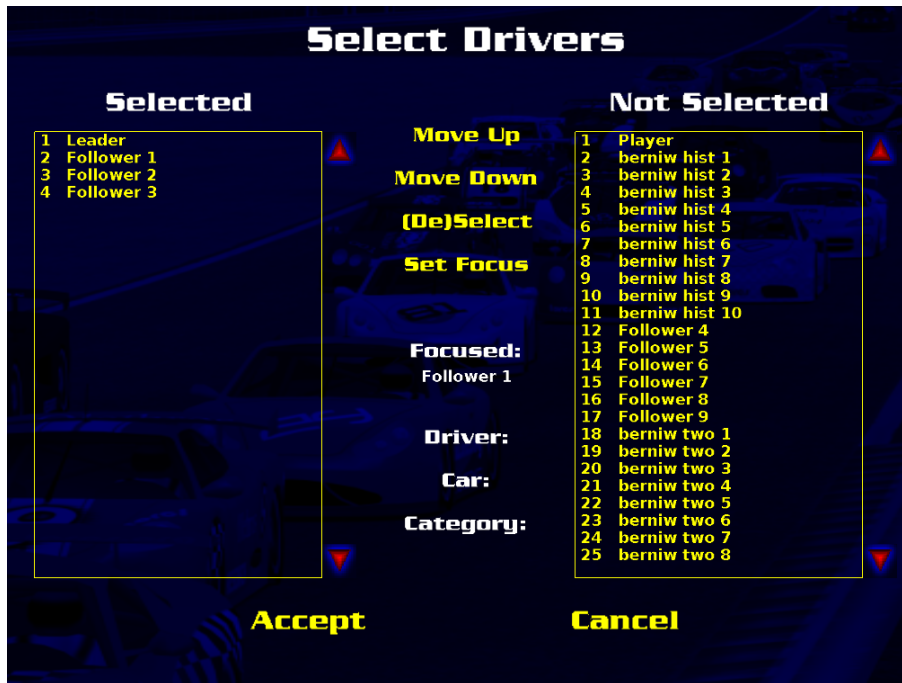 Select Drivers
Selected
1 Leader
2 Follower 1
3 Follower 2
4 Follower 3
Move Up
Move Down
(De)Select
Set Focus
Focused:
Follower 1
Driver:
Car:
Category:
Not Selected
1 Player
2 berniw hist 1
3 berniw hist 2
4 berniw hist 3
5 berniw hist 4
6 berniw hist 5
7 berniw hist 6
8 berniw hist 7
9 berniw hist 8
10 berniw hist 9
11 berniw hist 10
12 Follower 4
13 Follower 5
14 Follower 6
15 Follower 7
16 Follower 8
17 Follower 9
18 berniw two 1
19 berniw two 2
20 berniw two 3
21 berniw two 4
22 berniw two 5
23 berniw two 6
24 berniw two 7
25 berniw two 8
Accept
Cancel